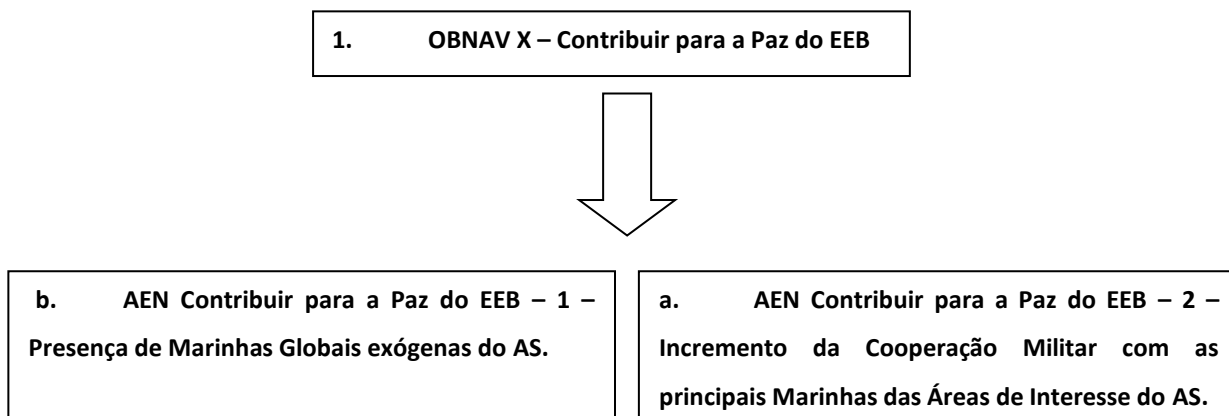 1. OBNAV X – Contribuir para a Paz do EEB
b. AEN Contribuir para a Paz do EEB – 1 –
Presença de Marinhas Globais exógenas do AS.
a. AEN Contribuir para a Paz do EEB – 2 –
Incremento da Cooperação Militar com as
principais Marinhas das Áreas de Interesse do AS.